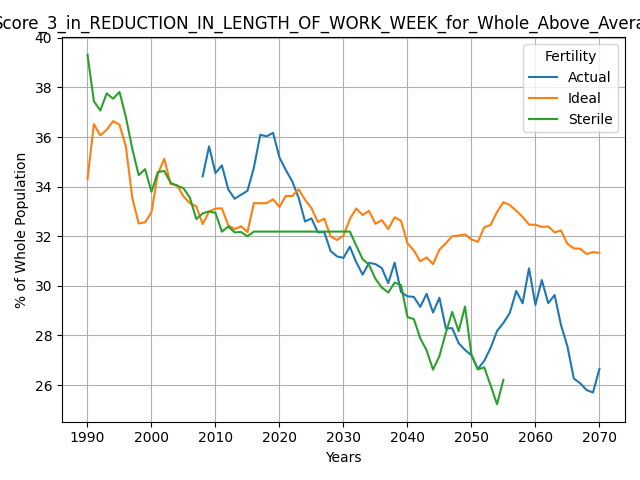 Score_3_in_REDUCTION_IN_LENGTH_OF_WORK_WEEK_for_Whole_Above_Avera
Fertility
Actual
Ideal
Sterile
% of Whole Population
40
38
36
34
32
30
28
26
1990 2000 2010 2020 2030 2040 2050 2060 2070
Years